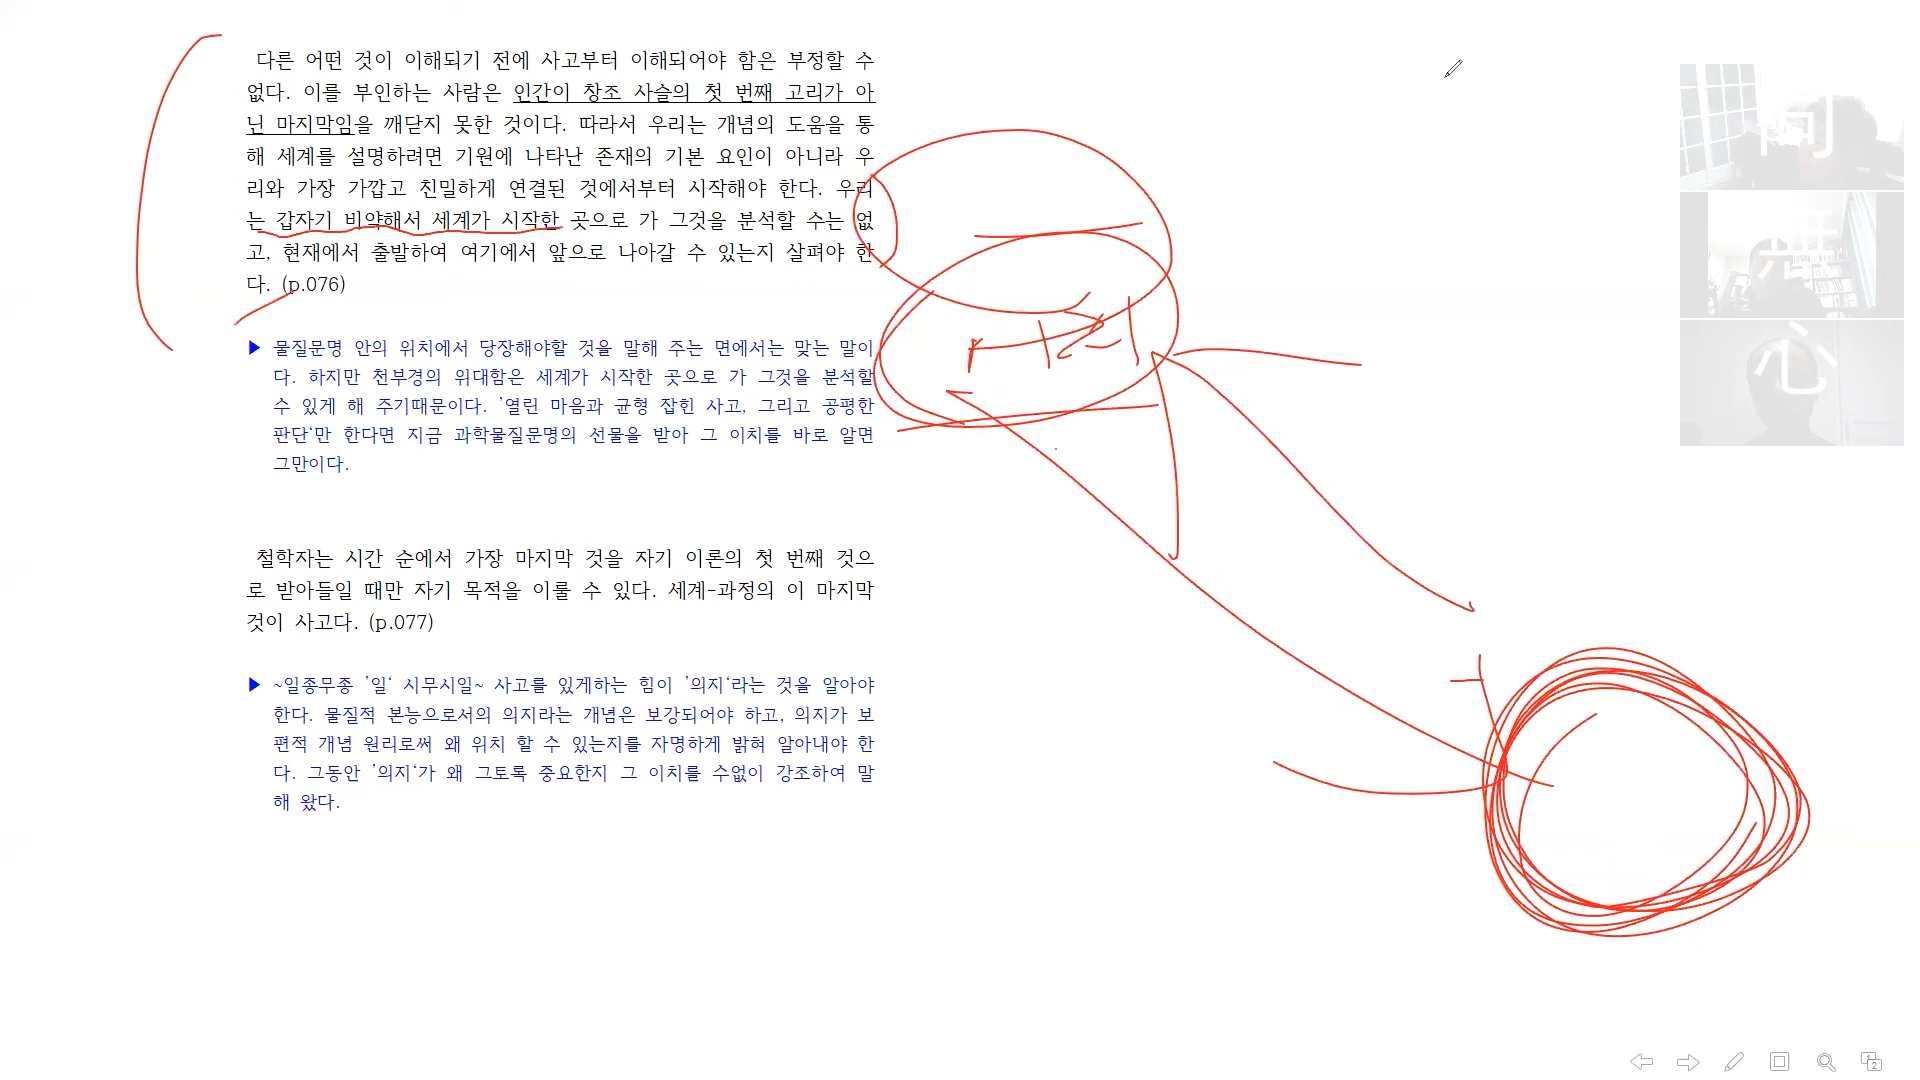 다른 어떤 것이 이해되기 전에 사고부터 이해되어야 함은 부정할 수
없다. 이를 부인하는 사람은 인간이 창조 사슬의 첫 번째 고리가 아
닌 마지막임을 깨닫지 못한 것이다. 따라서 우리는 개념의 도움을 통
해 세계를 설명하려면 기원에 나타난 존재의 기본 요인이 아니라 우
리와 가장 가깝고 친밀하게 연결된 것에서부터 시작해야 한다. 우리
는 갑자기 비약해서 세계가 시작한 곳으로 가 그것을 분석할 수는 없
고, 현재에서 출발하여 여기에서 앞으로 나아갈 수 있는지 살펴야 한
다. (p.076)
▶ 물질문명 안의 위치에서 당장해야할 것을 말해 주는 면에서는 맞는 말이
다. 하지만 천부경의 위대함은 세계가 시작한 곳으로 가 그것을 분석할
수 있게 해 주기때문이다. ’열린 마음과 균형 잡힌 사고, 그리고 공평한
판단‘만 한다면 지금 과학물질문명의 선물을 받아 그 이치를 바로 알면
그만이다.
철학자는 시간 순에서 가장 마지막 것을 자기 이론의 첫 번째 것으
로 받아들일 때만 자기 목적을 이룰 수 있다. 세계-과정의 이 마지막
것이 사고다. (p.077)
▶ ~일종무종 ’일‘ 시무시일~ 사고를 있게하는 힘이 ’의지‘라는 것을 알아야
한다. 물질적 본능으로서의 의지라는 개념은 보강되어야 하고, 의지가 보
편적 개념 원리로써 왜 위치 할 수 있는지를 자명하게 밝혀 알아내야 한
다. 그동안 ’의지‘가 왜 그토록 중요한지 그 이치를 수없이 강조하여 말
해 왔다.
心